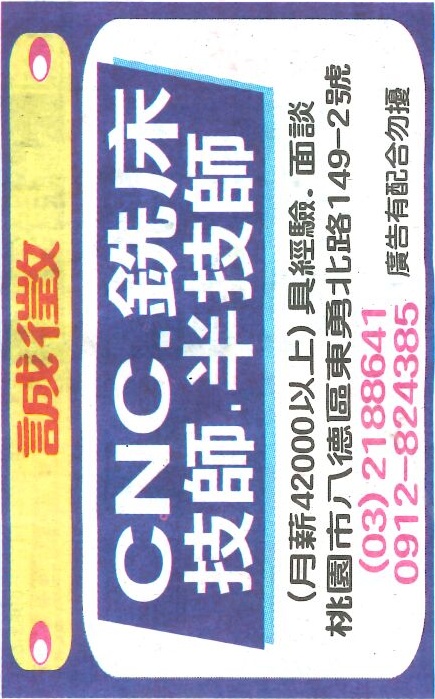 誠徵
CNC.銑床
技師.半技師
(月薪42000以上)具經驗.面談
桃園市八德區東勇北路149-2號
(03)2188641
0912-824385
廣告有配合勿擾